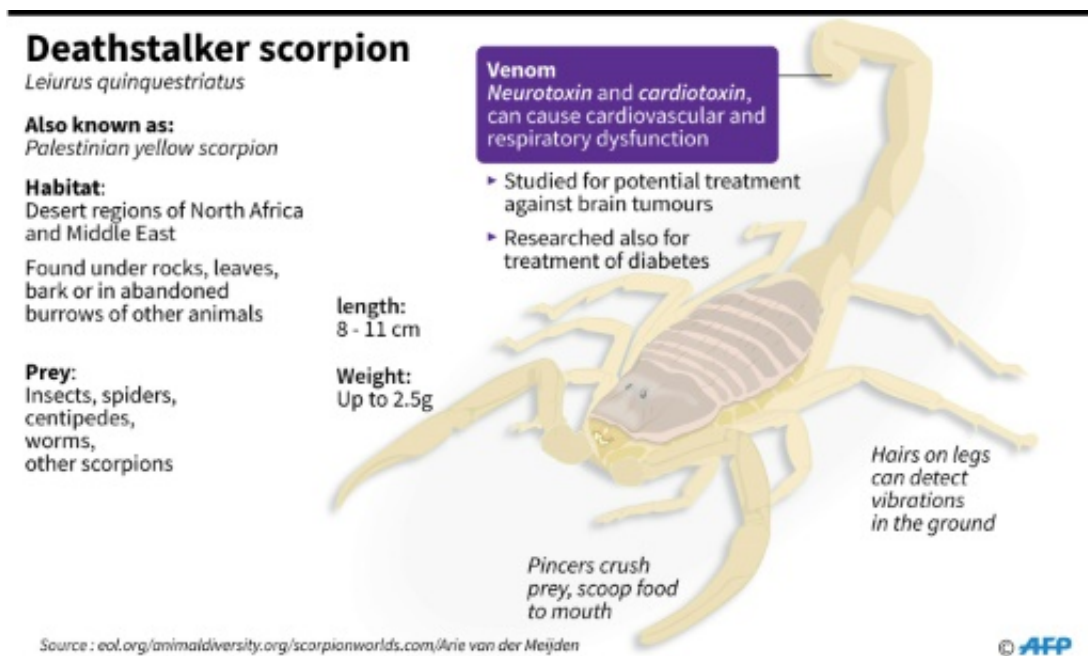 Deathstalker scorpion
Leiurus quinquestriatus
Also known as:
Palestinian yellow scorpion
Habitat:
Desert regions of North Africa
and Middle East
Found under rocks, leaves,
bark or in abandoned
burrows of other animals
Prey:
Insects, spiders,
centipedes,
worms,
other scorpions
length:
8 - 11 cm
Weight:
Up to 2.5g
Venom
Neurotoxin and cardiotoxin,
can cause cardiovascular and
respiratory dysfunction
▸ Studied for potential treatment
against brain tumours
▸ Researched also for
treatment of diabetes
Hairs on legs
can detect
vibrations
in the ground
Pincers crush
prey, scoop food
to mouth
Source : eol.org/animaldiversity.org/scorpionworlds.com/Arie van der Meijden
© AFP